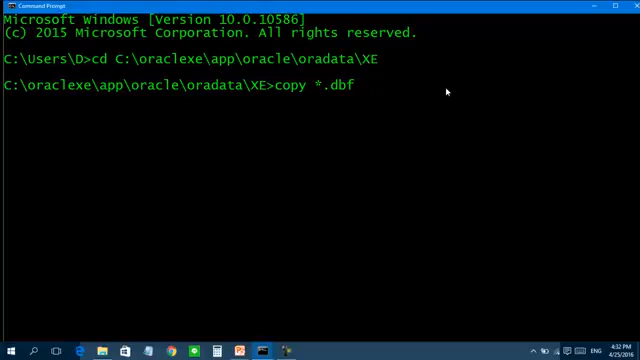 Command Prompt
Microsoft Windows [Version 10.0.10586]
(c) 2015 Microsoft Corporation. All rights reserved.
C:\Users\D>cd C:\oraclexe\app\oracle\oradata\XE
C:\oraclexe\app\oracle\oradata\XE>copy *.dbf
ENG
4:32 PM
4/25/2016